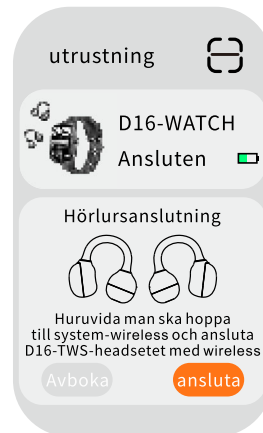 utrustning
D16-WATCH
Ansluten
Hörlursanslutning
Huruvida man ska hoppa
till system-wireless och ansluta
D16-TWS-headsetet med wireless
Avboka
ansluta